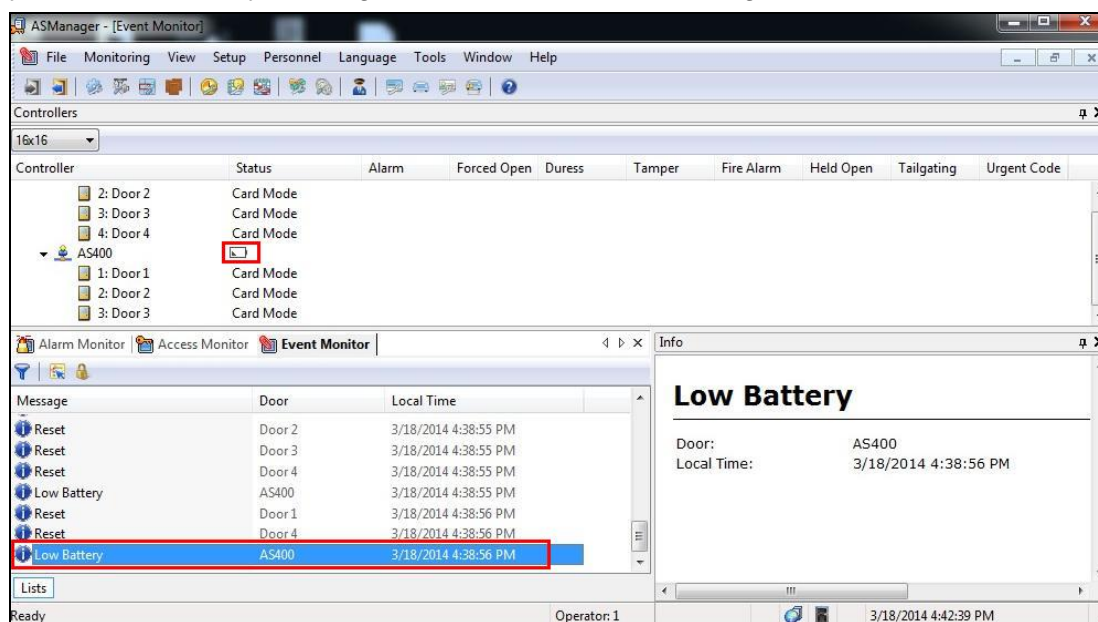 ASManager - [Event Monitor]
File Monitoring View Setup Personnel Language Tools Window Help
Controllers
16x16
Controller Status Alarm Forced Open Duress Tamper Fire Alarm Held Open Tailgating Urgent Code
2: Door 2 Card Mode
3: Door 3 Card Mode
4: Door 4 Card Mode
AS400
1: Door 1 Card Mode
2: Door 2 Card Mode
3: Door 3 Card Mode
Alarm Monitor Access Monitor Event Monitor
Message Door Local Time
Reset Door 2 3/18/2014 4:38:55 PM
Reset Door 3 3/18/2014 4:38:55 PM
Reset Door 4 3/18/2014 4:38:55 PM
Low Battery AS400 3/18/2014 4:38:55 PM
Reset Door 1 3/18/2014 4:38:56 PM
Reset Door 4 3/18/2014 4:38:56 PM
Low Battery AS400 3/18/2014 4:38:56 PM
Lists
Info
Low Battery
Door: AS400
Local Time: 3/18/2014 4:38:56 PM
Ready Operator: 1 3/18/2014 4:42:39 PM